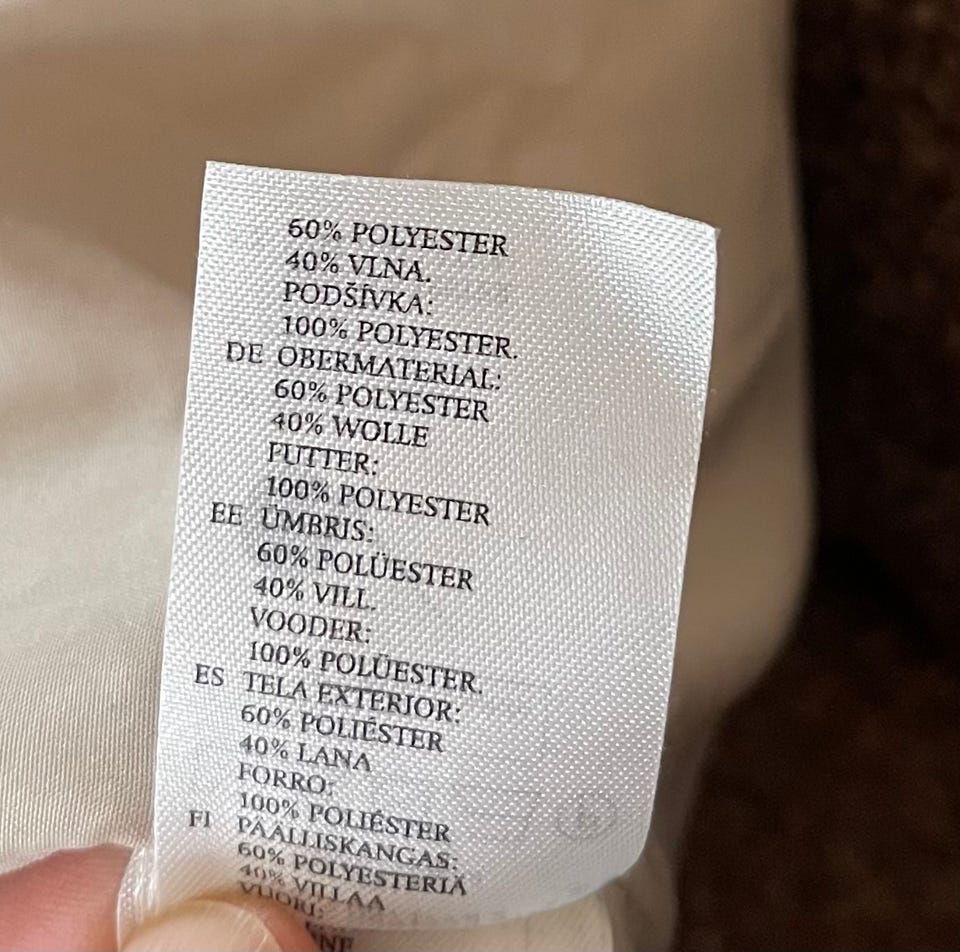 60% POLYESTER
40% VLNA.
PODŠÍVKA:
100% POLYESTER.
DE OBERMATERIAL:
60% POLYESTER
40% WOLLE
FUTTER:
100% POLYESTER
EE ÜMBRIS:
60% POLÜESTER
40% VILL.
VOODER:
100% POLÜESTER.
ES TELA EXTERIOR:
60% POLIÉSTER
40% LANA
FORRO:
100% POLIÉSTER
FI PÄÄLLISKANGAS:
60% POLYESTERIÄ
40% VILLAA
VUORI: